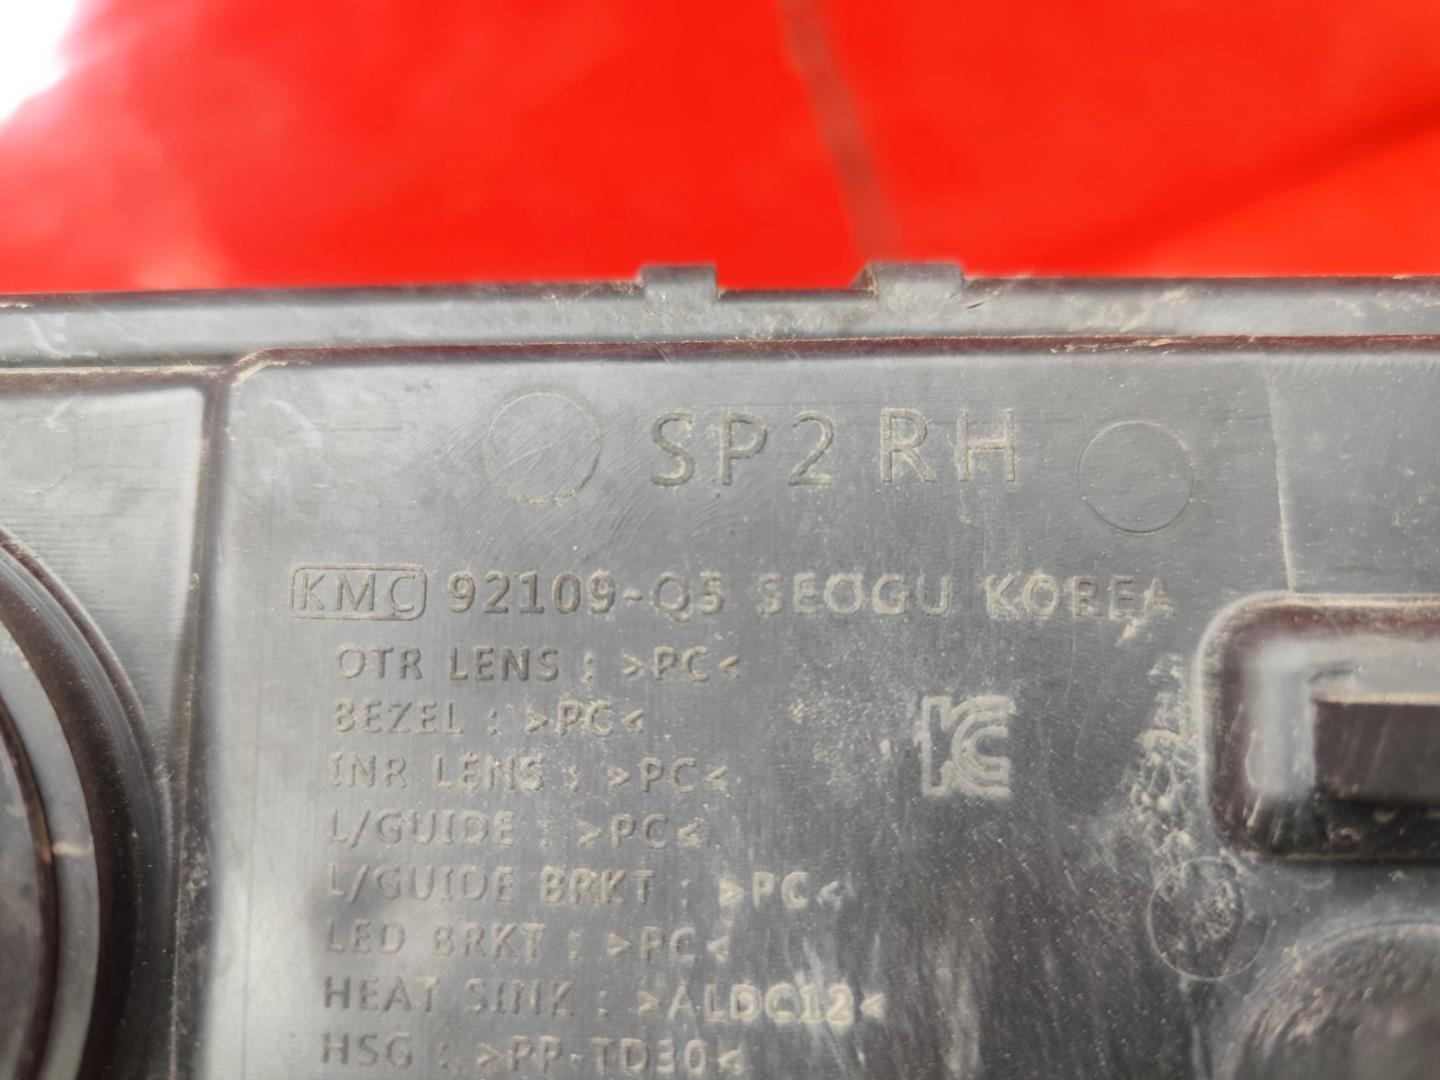 SP2 RH
KMC 92109-Q5 SEOGU KOREA
OTR LENS : >PC<
BEZEL : >PC<
INR LENS : >PC<
KC
L/GUIDE : >PC<
L/GUIDE BRKT : >PC<
LED BRKT : >PC<
HEAT SINK : >ALDC12<
HSG : >PP-TD30<